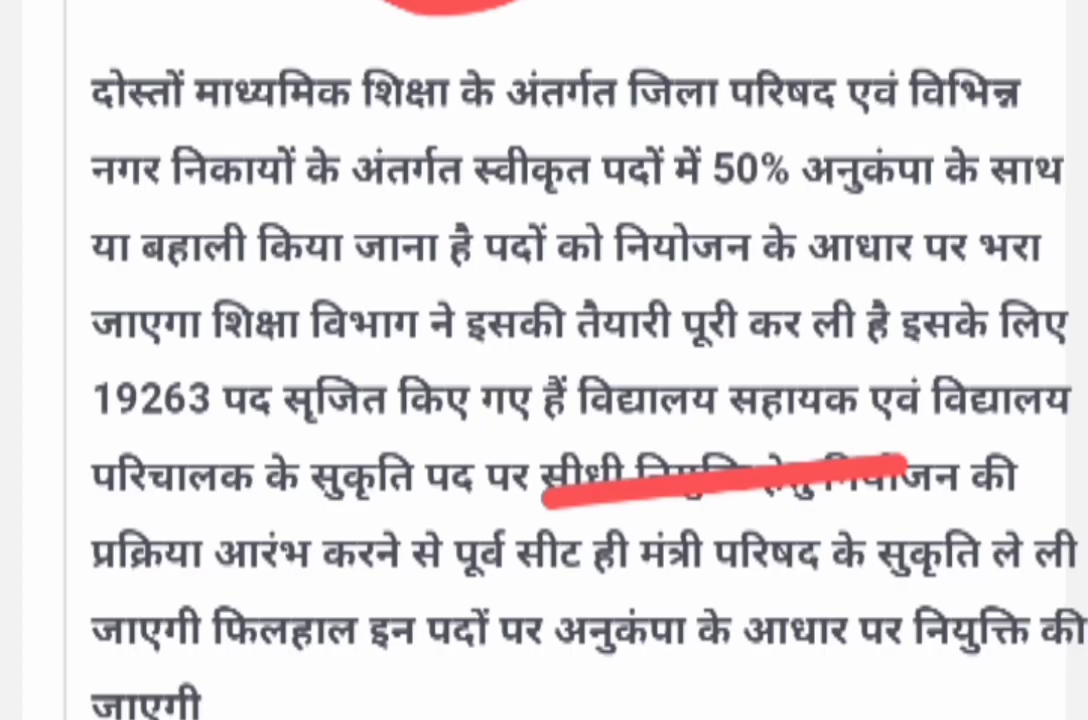 दोस्तों माध्यमिक शिक्षा के अंतर्गत जिला परिषद एवं विभिन्न
नगर निकायों के अंतर्गत स्वीकृत पदों में 50% अनुकंपा के साथ
या बहाली किया जाना है पदों को नियोजन के आधार पर भरा
जाएगा शिक्षा विभाग ने इसकी तैयारी पूरी कर ली है इसके लिए
19263 पद सृजित किए गए हैं विद्यालय सहायक एवं विद्यालय
परिचालक के सुकृति पद पर सीधी नियुक्ति हेतु नियोजन की
प्रक्रिया आरंभ करने से पूर्व सीट ही मंत्री परिषद के सुकृति ले ली
जाएगी फिलहाल इन पदों पर अनुकंपा के आधार पर नियुक्ति की
जाएगी